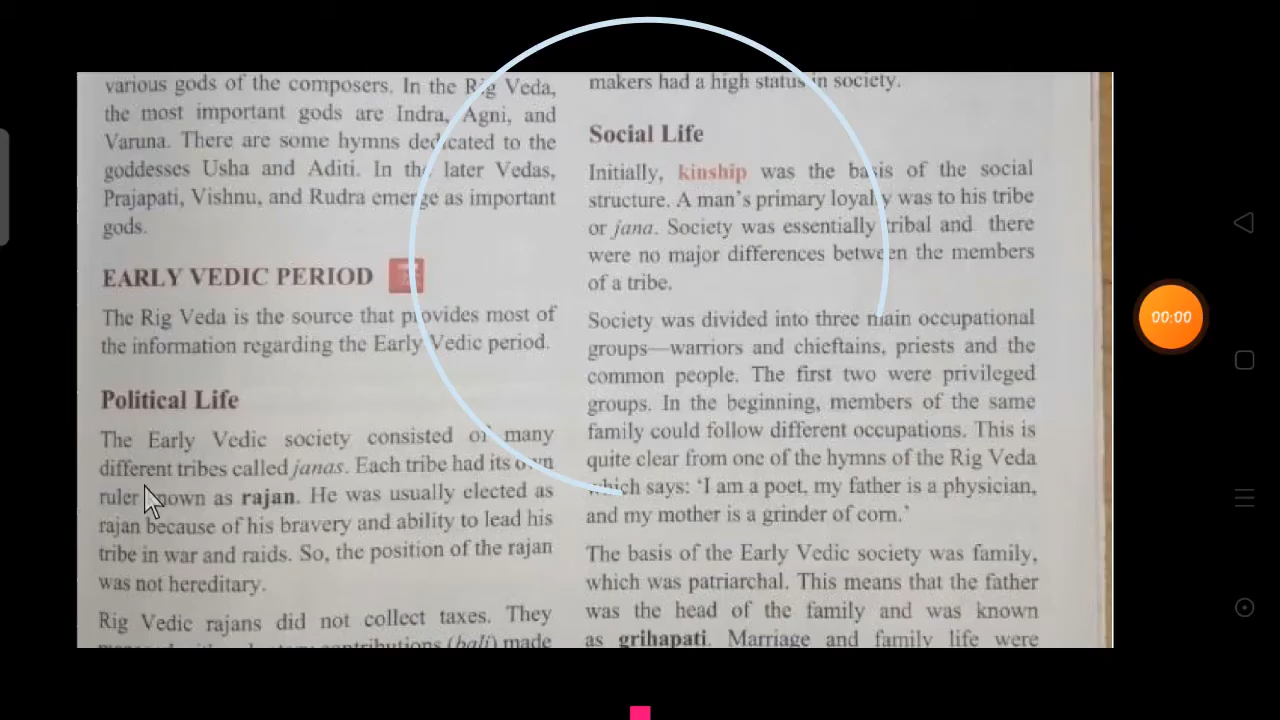 various gods of the composers. In the Rig Veda,
the most important gods are Indra, Agni, and
Varuna. There are some hymns dedicated to the
goddesses Usha and Aditi. In the later Vedas,
Prajapati, Vishnu, and Rudra emerge as important
gods.
EARLY VEDIC PERIOD
The Rig Veda is the source that provides most of
the information regarding the Early Vedic period.
Political Life
The Early Vedic society consisted of many
different tribes called janas. Each tribe had its own
ruler known as rajan. He was usually elected as
rajan because of his bravery and ability to lead his
tribe in war and raids. So, the position of the rajan
was not hereditary.
Rig Vedic rajans did not collect taxes. They
contributions (bali) made
makers had a high status in society.
Social Life
Initially, kinship was the basis of the social
structure. A man's primary loyalty was to his tribe
or jana. Society was essentially tribal and there
were no major differences between the members
of a tribe.
Society was divided into three main occupational
groups—warriors and chieftains, priests and the
common people. The first two were privileged
groups. In the beginning, members of the same
family could follow different occupations. This is
quite clear from one of the hymns of the Rig Veda
which says: 'I am a poet, my father is a physician,
and my mother is a grinder of corn.'
The basis of the Early Vedic society was family,
which was patriarchal. This means that the father
was the head of the family and was known
as grihapati. Marriage and family life were
00:00